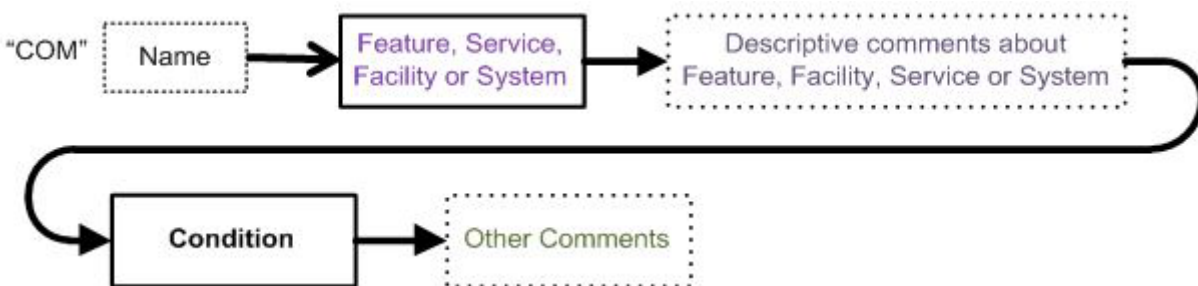 “COM”
Name
Feature, Service,
Facility or System
Descriptive comments about
Feature, Facility, Service or System
Condition
Other Comments